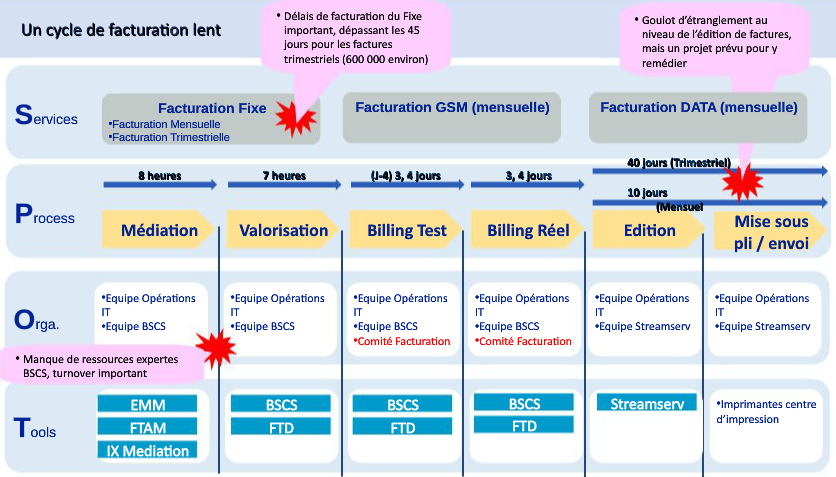 Un cycle de facturation lent
• Délais de facturation du Fixe
important, dépassant les 45
jours pour les factures
trimestriels (600 000 environ)
• Goulot d'étranglement au
niveau de l'édition de factures,
mais un projet prévu pour y
remédier
Services
Facturation Fixe
•Facturation Mensuelle
•Facturation Trimestrielle
Facturation GSM (mensuelle)
Facturation DATA (mensuelle)
Process
8 heures
7 heures
(J-4) 3, 4 jours
3, 4 jours
40 jours (Trimestriel)
10 jours
(Mensuel
Médiation
Valorisation
Billing Test
Billing Réel
Edition
Mise sous
pli / envoi
Orga.
•Equipe Opérations
IT
•Equipe BSCS
•Equipe Opérations
IT
•Equipe BSCS
•Equipe Opérations
IT
•Equipe BSCS
•Comité Facturation
•Equipe Opérations
IT
•Equipe BSCS
•Comité Facturation
•Equipe Opérations
IT
•Equipe Streamserv
•Equipe Opérations
IT
•Equipe Streamserv
• Manque de ressources expertes
BSCS, turnover important
Tools
EMM
FTAM
IX Mediation
BSCS
FTD
BSCS
FTD
BSCS
FTD
Streamserv
•Imprimantes centre
d'impression